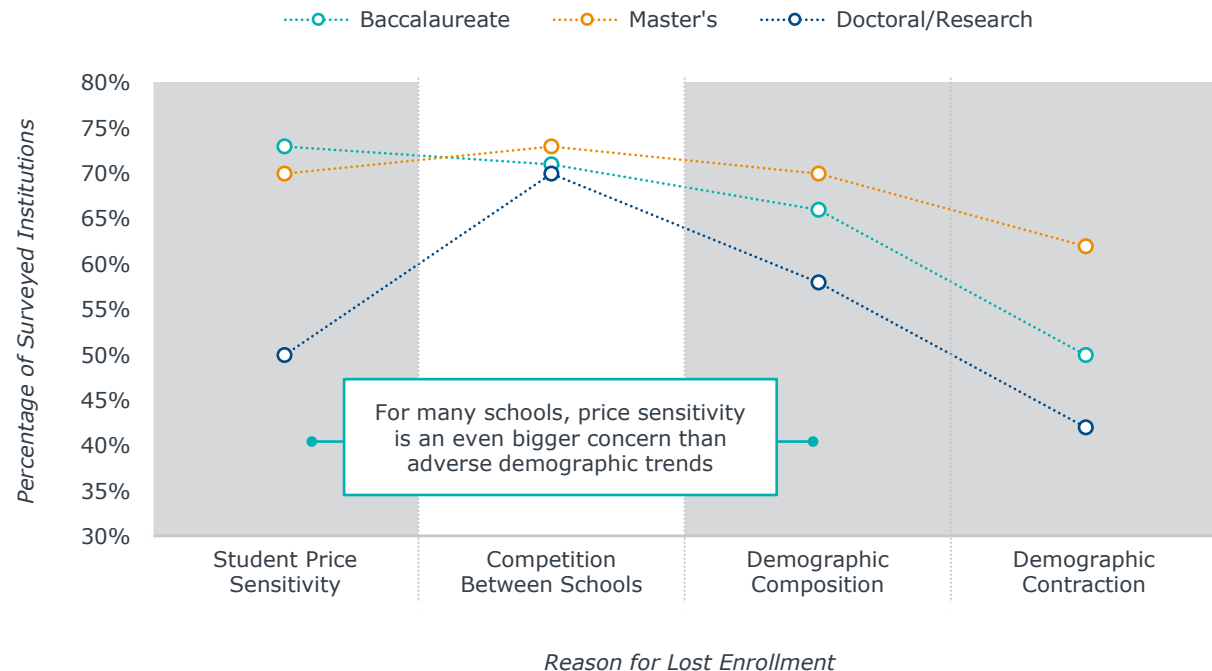 Baccalaureate
Master's
Doctoral/Research
Percentage of Surveyed Institutions
80%
75%
70%
65%
60%
55%
50%
45%
40%
35%
30%
For many schools, price sensitivity
is an even bigger concern than
adverse demographic trends
Student Price
Sensitivity
Competition
Between Schools
Demographic
Composition
Demographic
Contraction
Reason for Lost Enrollment